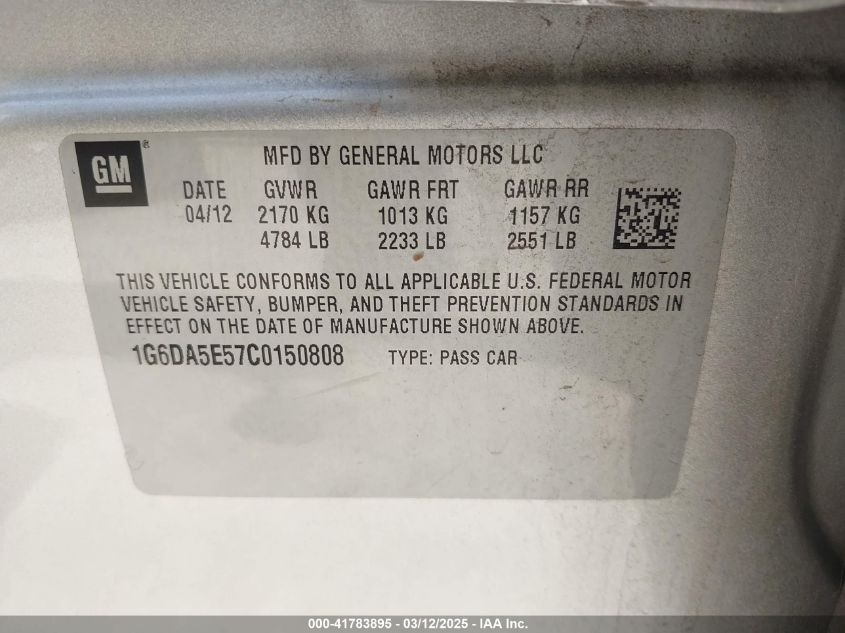 GM ®
MFD BY GENERAL MOTORS LLC
DATE GVWR GAWR FRT GAWR RR
04/12 2170 KG 1013 KG 1157 KG
4784 LB 2233 LB 2551 LB
THIS VEHICLE CONFORMS TO ALL APPLICABLE U.S. FEDERAL MOTOR
VEHICLE SAFETY, BUMPER, AND THEFT PREVENTION STANDARDS IN
EFFECT ON THE DATE OF MANUFACTURE SHOWN ABOVE.
1G6DA5E57C0150808 TYPE: PASS CAR
000-41783895 - 03/12/2025 - IAA Inc.